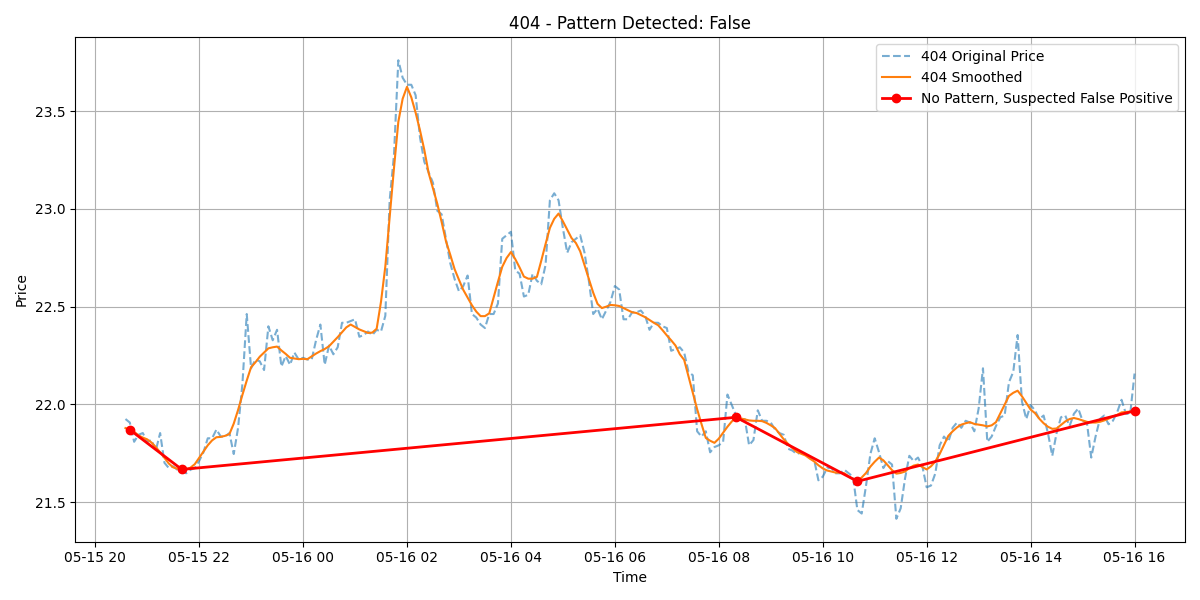 404 - Pattern Detected: False
404 Original Price
404 Smoothed
No Pattern, Suspected False Positive
Price
23.5
23.0
22.5
22.0
21.5
05-15 20
05-15 22
05-16 00
05-16 02
05-16 04
05-16 06
05-16 08
05-16 10
05-16 12
05-16 14
05-16 16
Time